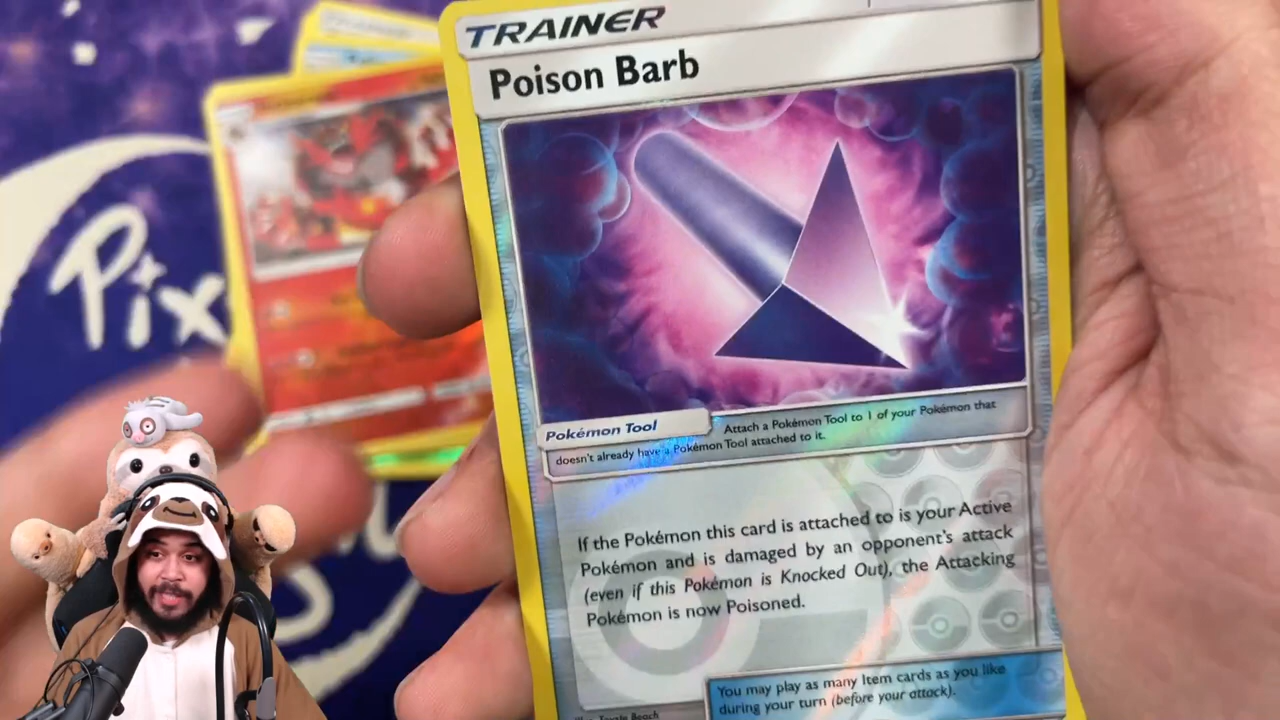 TRAINER
Poison Barb
Pix
Pokémon Tool
Attach a Pokémon Tool to 1 of your Pokémon that
doesn't already have a Pokémon Tool attached to it.
If the Pokémon this card is attached to is your Active
Pokémon and is damaged by an opponent's attack
(even if this Pokémon is Knocked Out), the Attacking
Pokémon is now Poisoned.
You may play as many Item cards as you like
during your turn (before your attack).